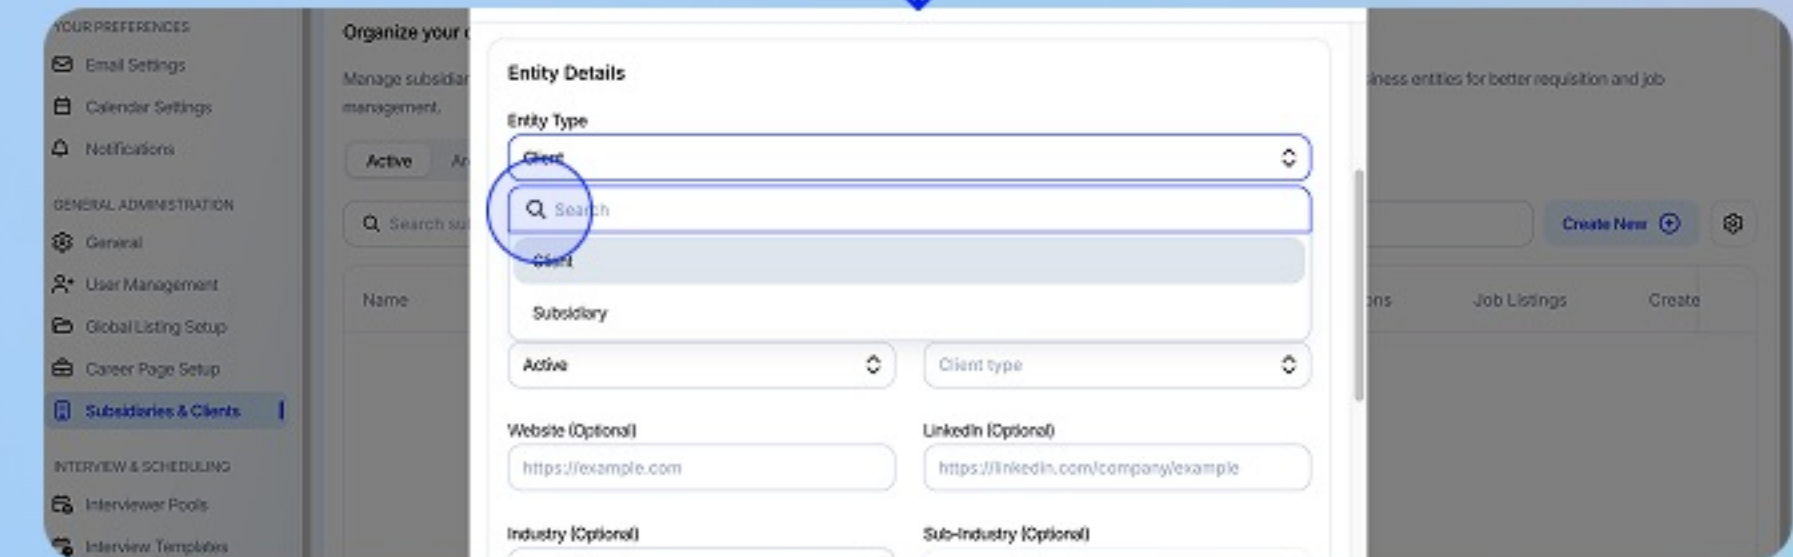 YOUR PREFERENCES
Email Settings
Calendar Settings
Notifications
GENERAL ADMINISTRATION
General
User Management
Global Listing Setup
Career Page Setup
Subsidiaries & Clients
INTERVIEW & SCHEDULING
Interviewer Pools
Interview Templates
Organize your
Manage subsidiar
management.
Active
Ar
Search su
Name
Entity Details
Entity Type
Client
Search
Client
Subsidiary
Active
Client type
Website (Optional)
LinkedIn (Optional)
https://example.com
https://linkedin.com/company/example
Industry (Optional)
Sub-Industry (Optional)
iness entities for better requisition and job
Create New
ons
Job Listings
Create